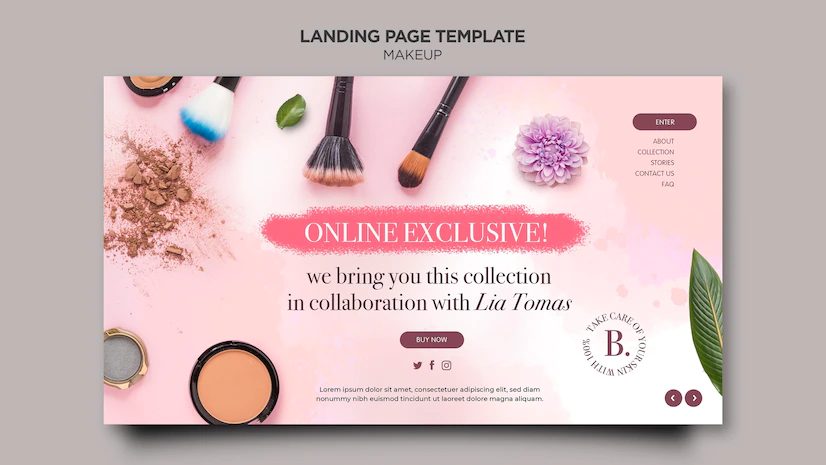 LANDING PAGE TEMPLATE
MAKEUP
ENTER
ABOUT
COLLECTION
STORIES
CONTACT US
FAQ
ONLINE EXCLUSIVE!
we bring you this collection
in collaboration with Lia Tomas
BUY NOW
TAKE CARE OF YOUR SKIN WITH 100%
B.
Lorem ipsum dolor sit amet, consectetuer adipiscing elit, sed diam
nonummy nibh euismod tincidunt ut laoreet dolore magna aliquam.